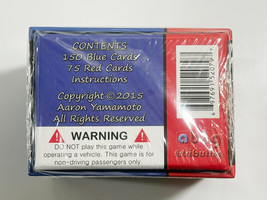 CONTENTS
150 Blue Cards
75 Red Cards
Instructions
Copyright ©2015
Aaron Yamamoto
All Rights Reserved
WARNING
DO NOT play this game while
operating a vehicle. This game is for
non-driving passengers only.